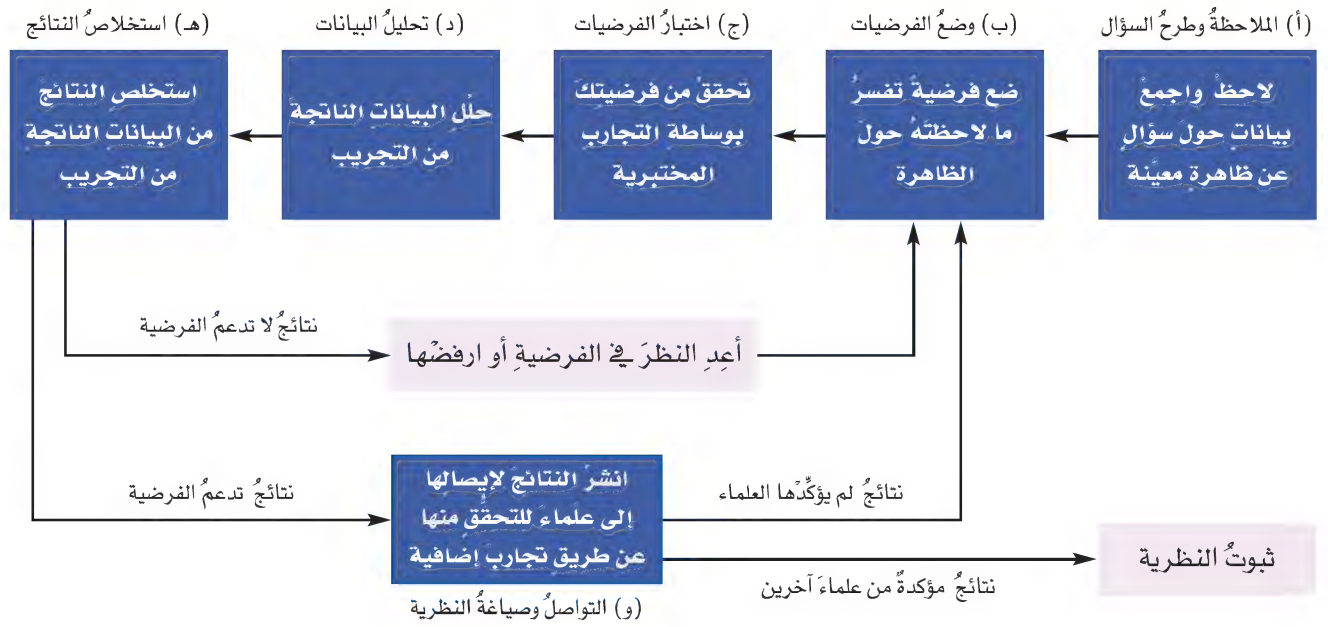 (أ) الملاحظةُ وطرحُ السؤال
لاحظْ واجمعْ
بياناتٍ حولَ سؤالٍ
عن ظاهرةٍ معيَّنة
(ب) وضعُ الفرضيات
ضع فرضيةً تفسرُ
ما لاحظتَهُ حولَ
الظاهرة
(ج) اختبارُ الفرضيات
تحققْ من فرضيتكَ
بوساطةِ التجاربِ
المختبرية
(د) تحليلُ البيانات
حلّلِ البياناتِ الناتجةَ
من التجريب
(هـ) استخلاصُ النتائج
استخلصِ النتائجَ
من البياناتِ الناتجةِ
من التجريب
نتائجُ لا تدعمُ الفرضية
أعِدِ النظرَ في الفرضيةِ أو ارفضْها
نتائجُ تدعمُ الفرضية
انشرْ النتائجَ لإيصالِها
إلى علماءَ للتحقُّقِ منها
عن طريقِ تجاربَ إضافية
(و) التواصلُ وصياغةُ النظرية
نتائجُ لم يؤكِّدْها العلماء
نتائجُ مؤكدةٌ من علماءَ آخرين
ثبوتُ النظرية